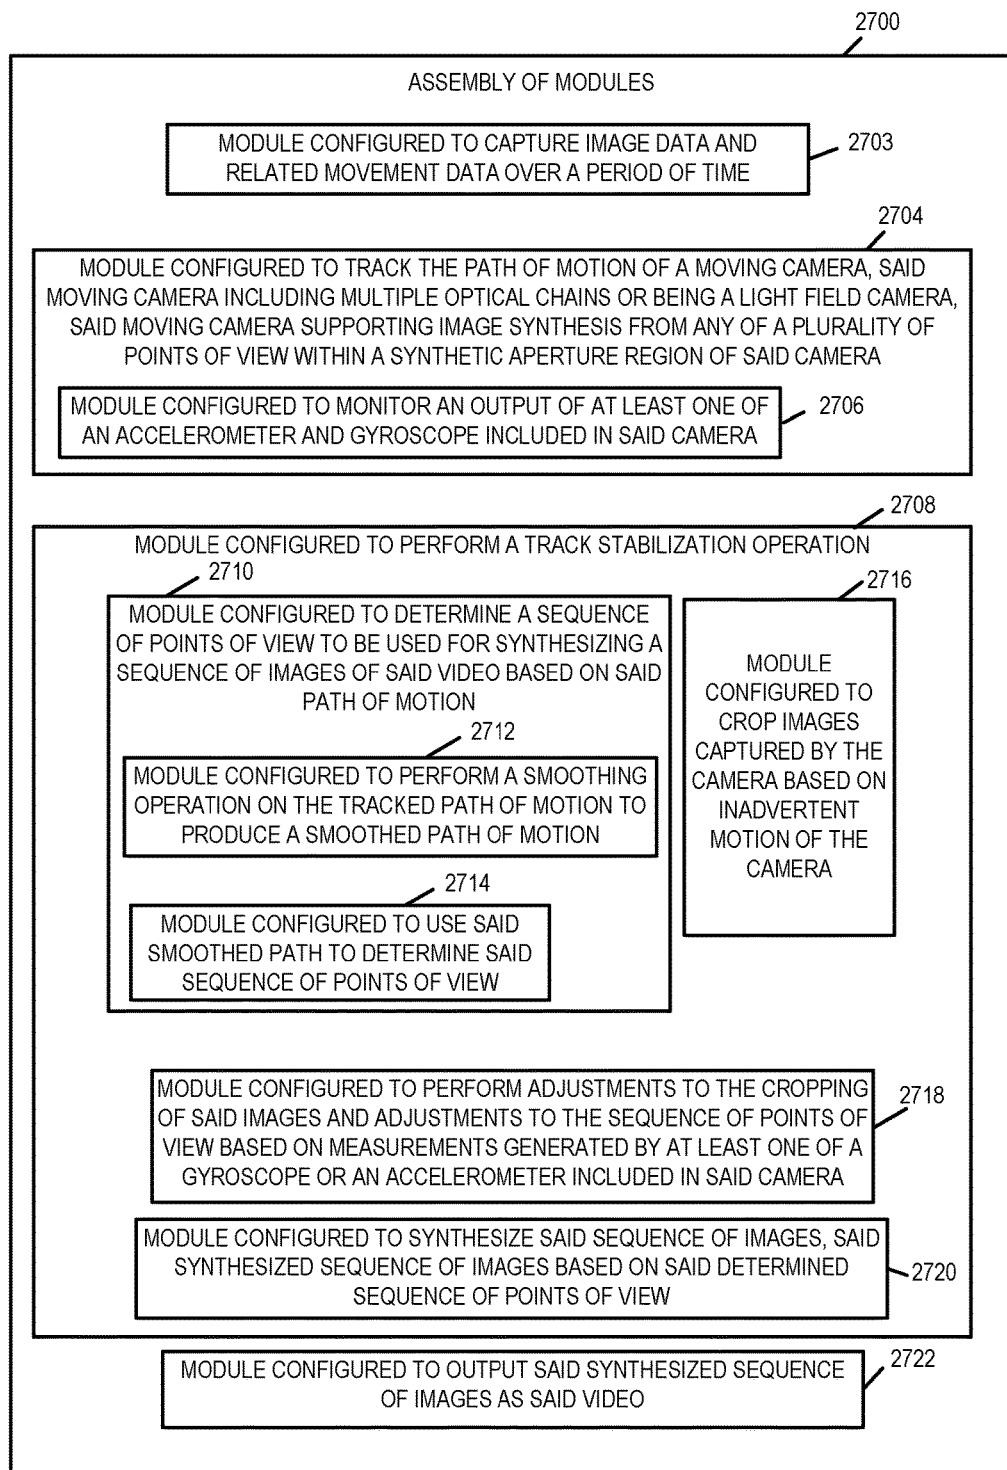 2700
ASSEMBLY OF MODULES
MODULE CONFIGURED TO CAPTURE IMAGE DATA AND
RELATED MOVEMENT DATA OVER A PERIOD OF TIME
2703
2704
MODULE CONFIGURED TO TRACK THE PATH OF MOTION OF A MOVING CAMERA, SAID
MOVING CAMERA INCLUDING MULTIPLE OPTICAL CHAINS OR BEING A LIGHT FIELD CAMERA,
SAID MOVING CAMERA SUPPORTING IMAGE SYNTHESIS FROM ANY OF A PLURALITY OF
POINTS OF VIEW WITHIN A SYNTHETIC APERTURE REGION OF SAID CAMERA
MODULE CONFIGURED TO MONITOR AN OUTPUT OF AT LEAST ONE OF
AN ACCELEROMETER AND GYROSCOPE INCLUDED IN SAID CAMERA
2706
2708
MODULE CONFIGURED TO PERFORM A TRACK STABILIZATION OPERATION
2710
MODULE CONFIGURED TO DETERMINE A SEQUENCE
OF POINTS OF VIEW TO BE USED FOR SYNTHESIZING A
SEQUENCE OF IMAGES OF SAID VIDEO BASED ON SAID
PATH OF MOTION
2712
MODULE CONFIGURED TO PERFORM A SMOOTHING
OPERATION ON THE TRACKED PATH OF MOTION TO
PRODUCE A SMOOTHED PATH OF MOTION
2714
MODULE CONFIGURED TO USE SAID
SMOOTHED PATH TO DETERMINE SAID
SEQUENCE OF POINTS OF VIEW
2716
MODULE
CONFIGURED TO
CROP IMAGES
CAPTURED BY THE
CAMERA BASED ON
INADVERTENT
MOTION OF THE
CAMERA
MODULE CONFIGURED TO PERFORM ADJUSTMENTS TO THE CROPPING
OF SAID IMAGES AND ADJUSTMENTS TO THE SEQUENCE OF POINTS OF
VIEW BASED ON MEASUREMENTS GENERATED BY AT LEAST ONE OF A
GYROSCOPE OR AN ACCELEROMETER INCLUDED IN SAID CAMERA
2718
MODULE CONFIGURED TO SYNTHESIZE SAID SEQUENCE OF IMAGES, SAID
SYNTHESIZED SEQUENCE OF IMAGES BASED ON SAID DETERMINED
SEQUENCE OF POINTS OF VIEW
2720
MODULE CONFIGURED TO OUTPUT SAID SYNTHESIZED SEQUENCE
OF IMAGES AS SAID VIDEO
2722